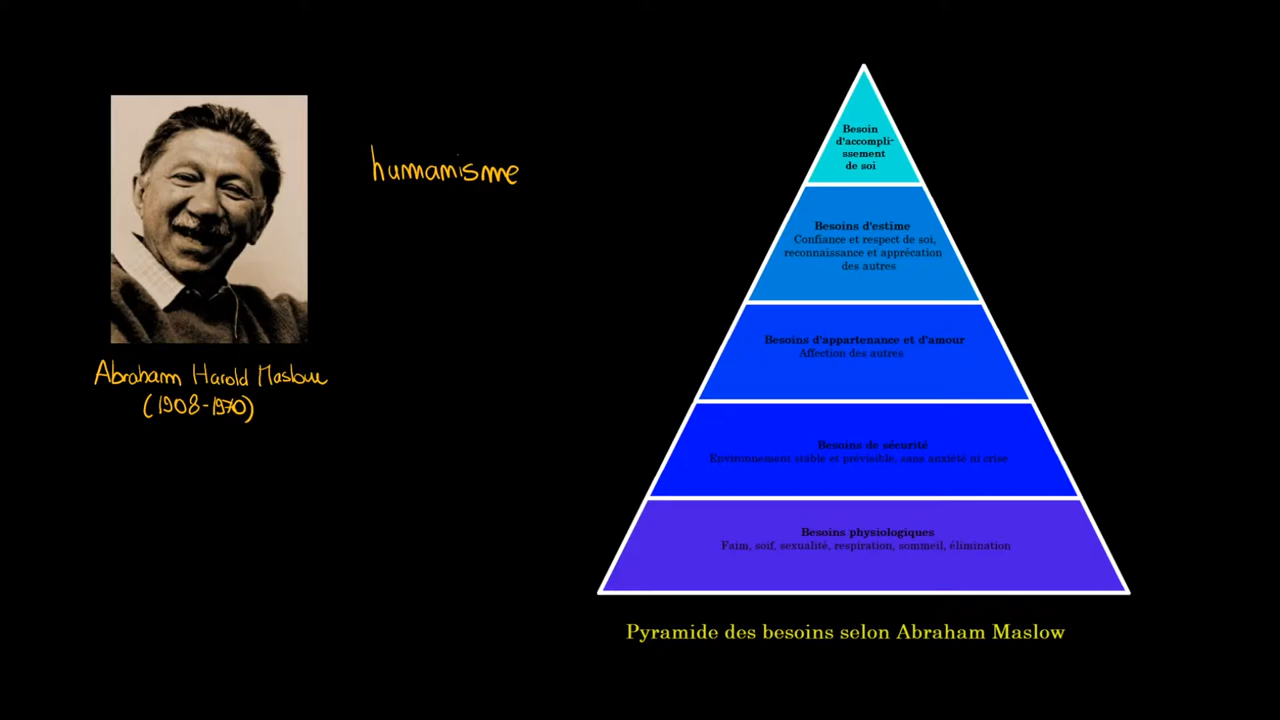 humanisme
Abraham Harold Maslow
(1908-1970)
Besoin
d'accompli-
ssement
de soi
Besoins d'estime
Confiance et respect de soi,
reconnaissance et apprécation
des autres
Besoins d'appartenance et d'amour
Affection des autres
Besoins de sécurité
Environnement stable et prévisible, sans anxiété ni crise
Besoins physiologiques
Faim, soif, sexualité, respiration, sommeil, élimination
Pyramide des besoins selon Abraham Maslow